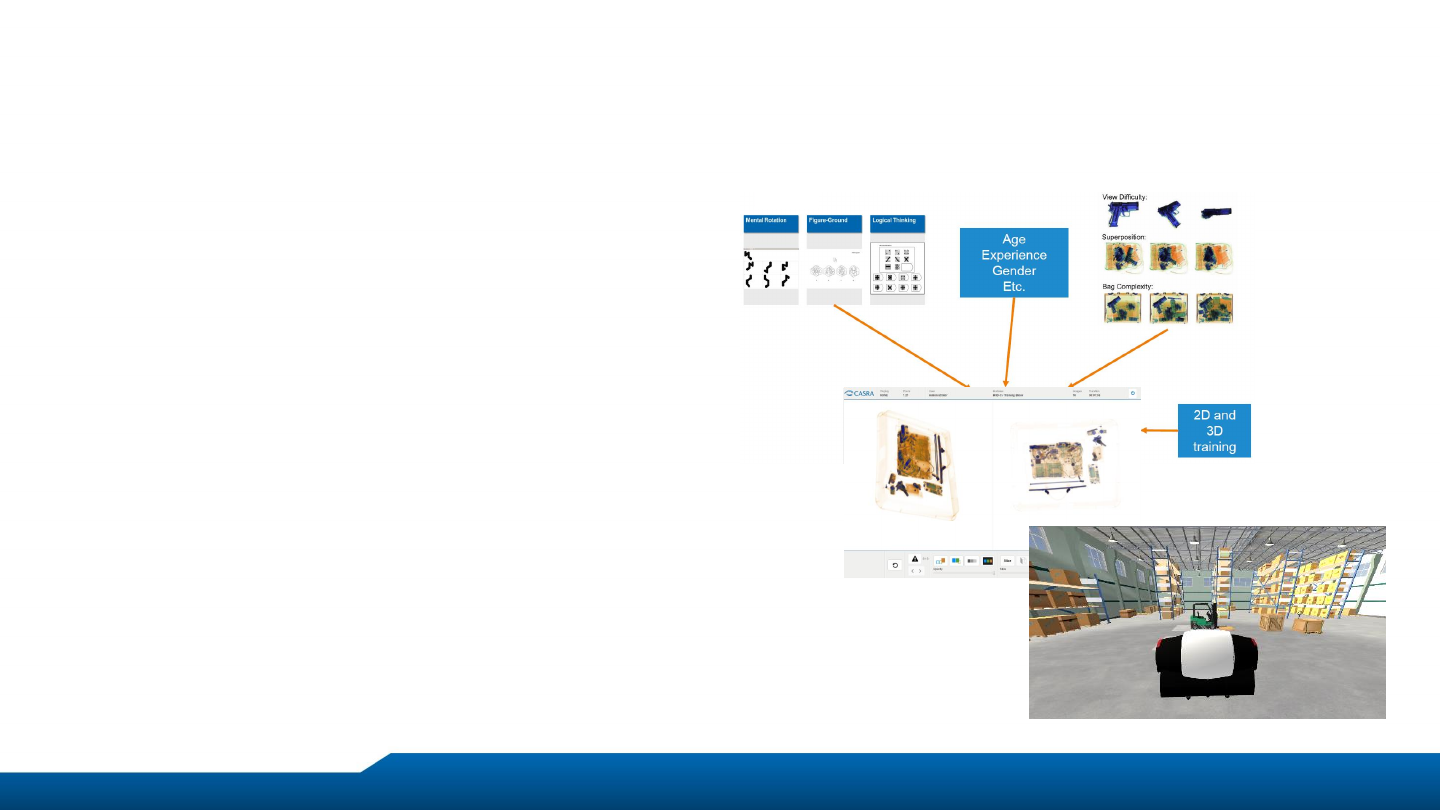 Mental Rotation
Figure-Ground
Logical Thinking
Age
Experience
Gender
Etc.
View Difficulty:
Superposition:
Bag Complexity:
CASRA
2D and
3D
training